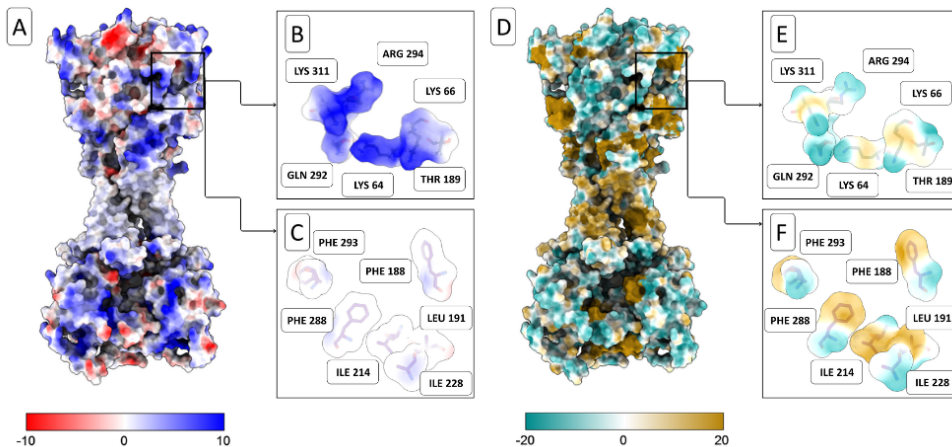 A
B
ARG 294
LYS 311
LYS 66
GLN 292
LYS 64
THR 189
C
PHE 293
PHE 188
PHE 288
LEU 191
ILE 214
ILE 228
-10
0
10
D
E
ARG 294
LYS 311
LYS 66
GLN 292
LYS 64
THR 189
F
PHE 293
PHE 188
PHE 288
LEU 191
ILE 214
ILE 228
-20
0
20